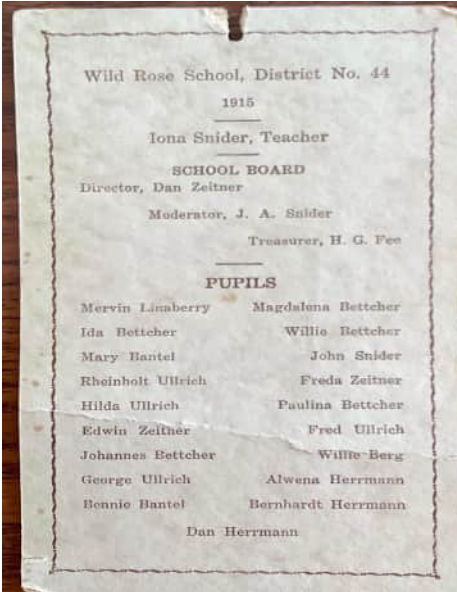 Wild Rose School, District No. 44
1915
Iona Snider, Teacher
SCHOOL BOARD
Director, Dan Zeitner
Moderator, J. A. Snider
Treasurer, H. G. Fee
PUPILS
Mervin Linaberry Magdalena Bettcher
Ida Bettcher Willie Bettcher
Mary Bantel John Snider
Rheinholt Ullrich Freda Zeitner
Hilda Ullrich Paulina Bettcher
Edwin Zeitner Fred Ullrich
Johannes Bettcher Willie Berg
George Ullrich Alwena Herrmann
Bennie Bantel Bernhardt Herrmann
Dan Herrmann